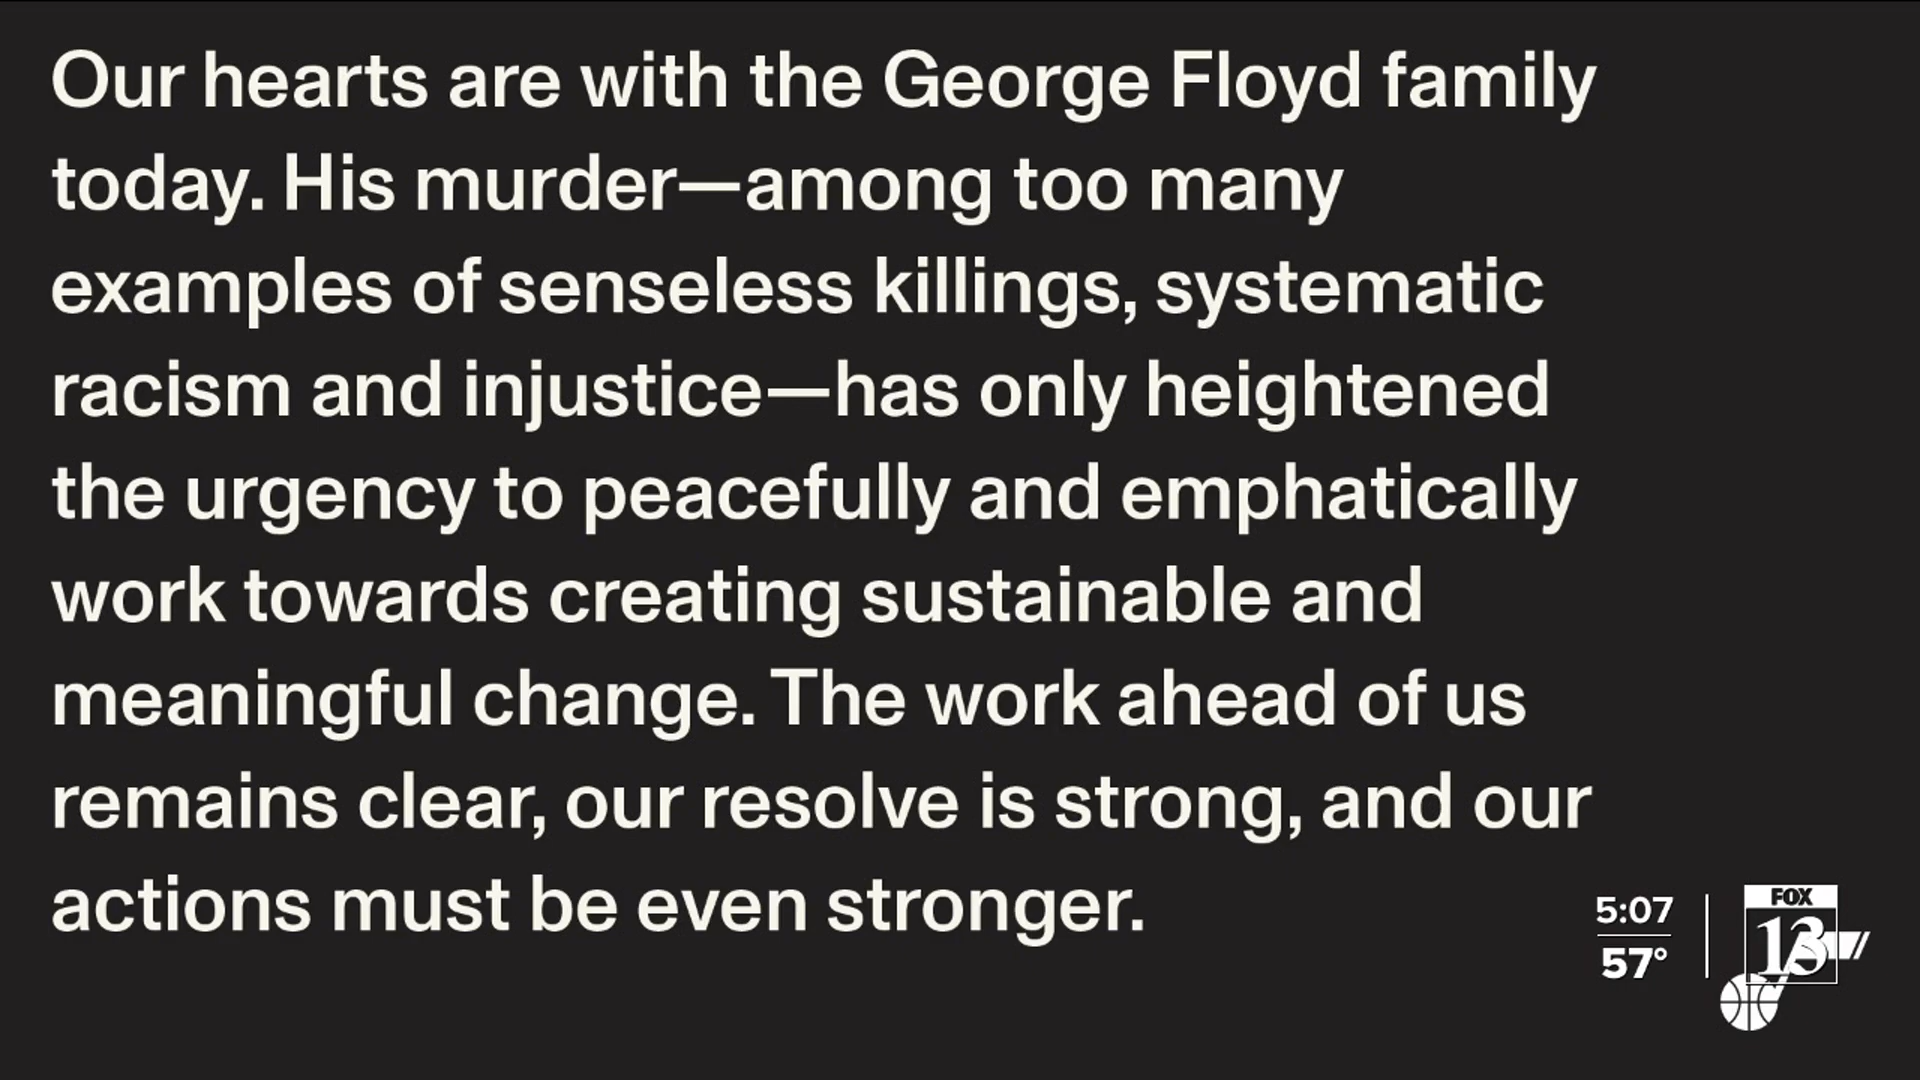 Our hearts are with the George Floyd family
today. His murder—among too many
examples of senseless killings, systematic
racism and injustice—has only heightened
the urgency to peacefully and emphatically
work towards creating sustainable and
meaningful change. The work ahead of us
remains clear, our resolve is strong, and our
actions must be even stronger.
5:07
57°
FOX
13